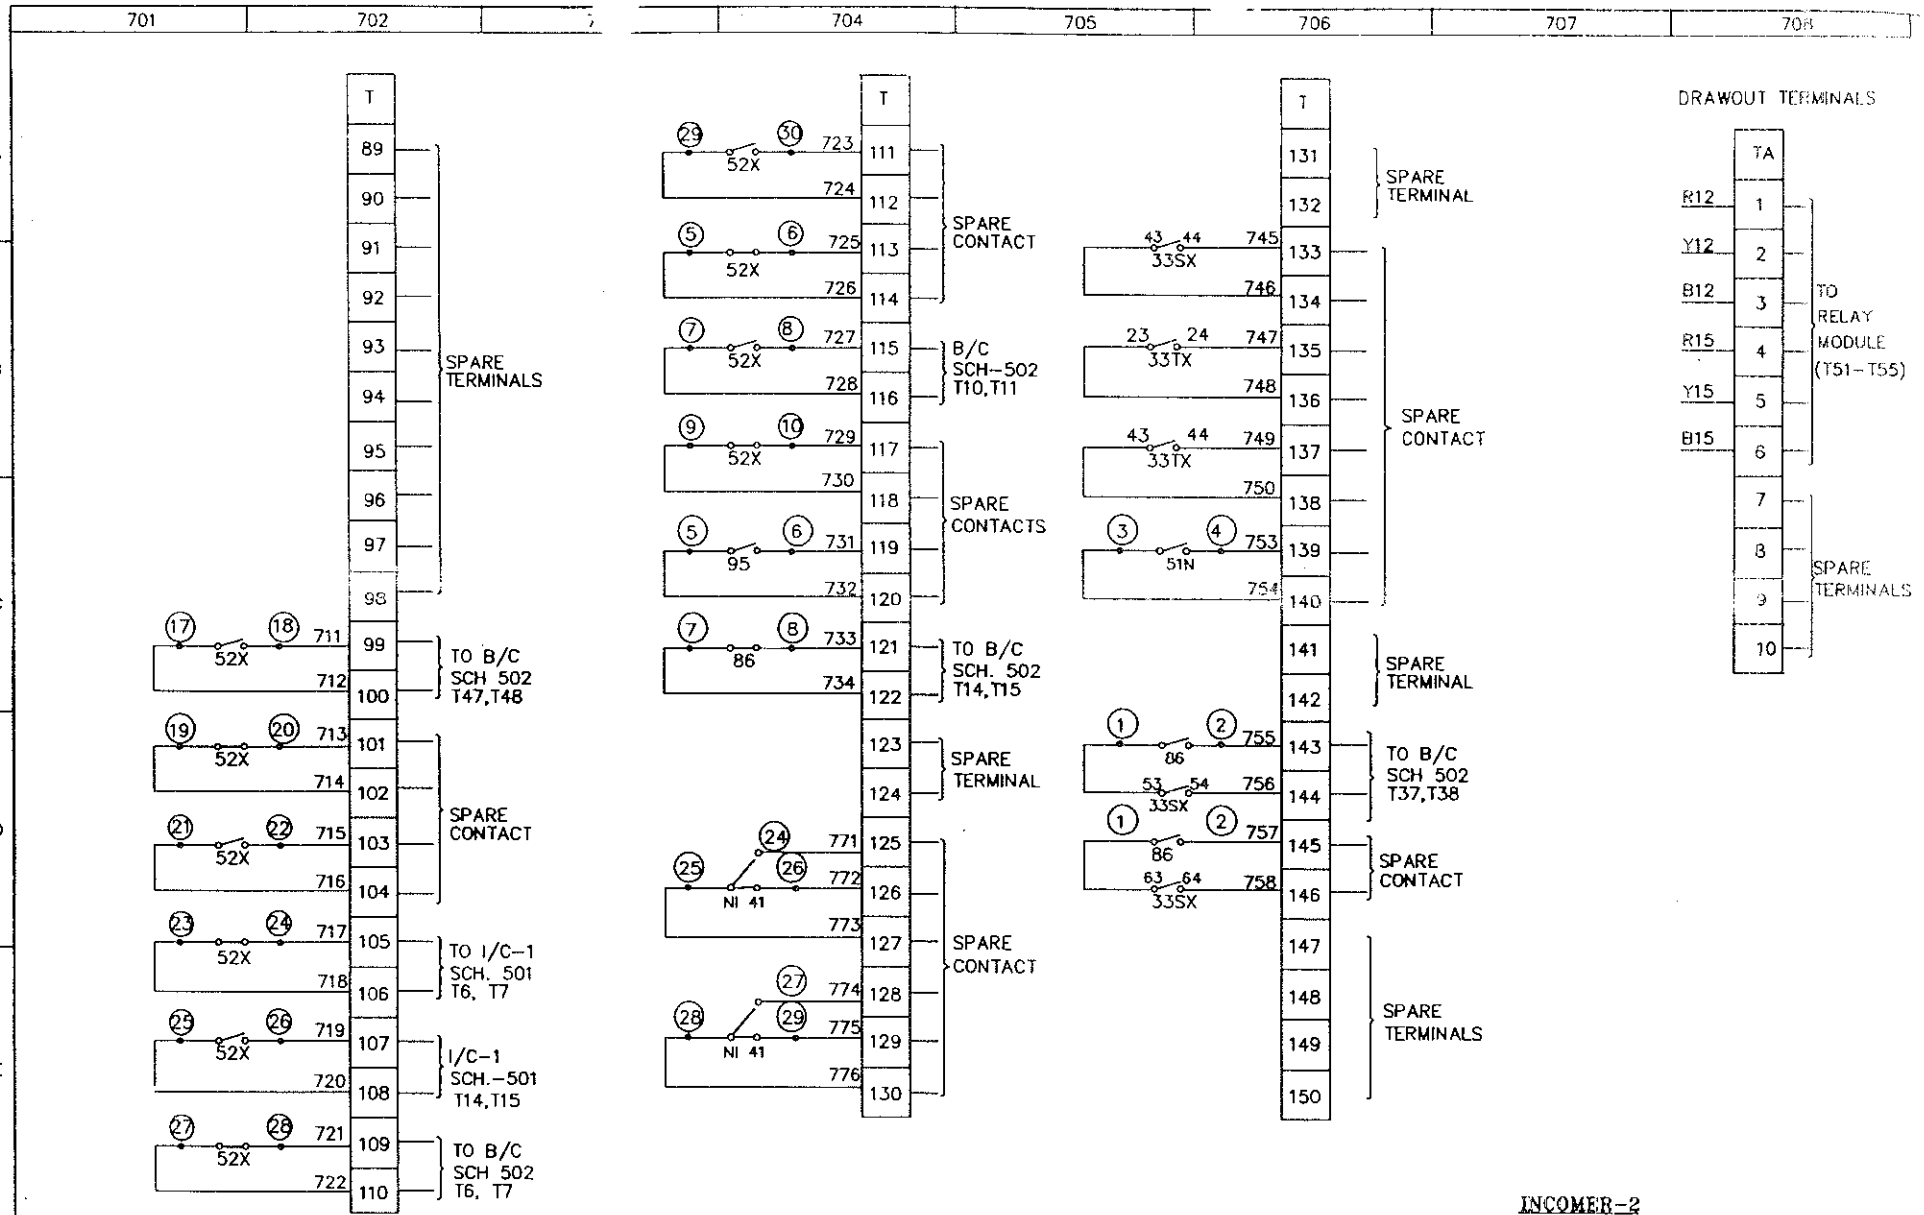 701 702 704 705 706 707 708
T
89
90
91
92
93
94
95
96
97
98
SPARE
TERMINALS
17 18 711 99
52X
712 100
TO B/C
SCH 502
T47,T48
19 20 713 101
52X
714 102
21 22 715 103
52X
716 104
SPARE
CONTACT
23 24 717 105
52X
718 106
TO I/C-1
SCH. 501
T6, T7
25 26 719 107
52X
720 108
I/C-1
SCH.-501
T14,T15
27 28 721 109
52X
722 110
TO B/C
SCH 502
T6, T7
T
29 30 723 111
52X
724 112
5 6 725 113
52X
726 114
SPARE
CONTACT
7 8 727 115
52X
728 116
B/C
SCH-502
T10,T11
9 10 729 117
52X
730 118
5 6 731 119
95
732 120
SPARE
CONTACTS
7 8 733 121
86
734 122
TO B/C
SCH. 502
T14,T15
123
124
SPARE
TERMINAL
24 771 125
25 26 772 126
NI 41
773 127
27 774 128
28 29 775 129
NI 41
776 130
SPARE
CONTACT
T
131
132
SPARE
TERMINAL
43 44 745 133
33SX
746 134
23 24 747 135
33TX
748 136
43 44 749 137
33TX
750 138
3 4 753 139
51N
754 140
SPARE
CONTACT
141
142
SPARE
TERMINAL
1 2 755 143
86
53 54 756 144
33SX
TO B/C
SCH 502
T37,T38
1 2 757 145
86
63 64 758 146
33SX
SPARE
CONTACT
147
148
149
150
SPARE
TERMINALS
DRAWOUT TERMINALS
TA
R12 1
Y12 2
B12 3
R15 4
Y15 5
B15 6
TO
RELAY
MODULE
(T51-T55)
7
8
9
10
SPARE
TERMINALS
INCOMER-2